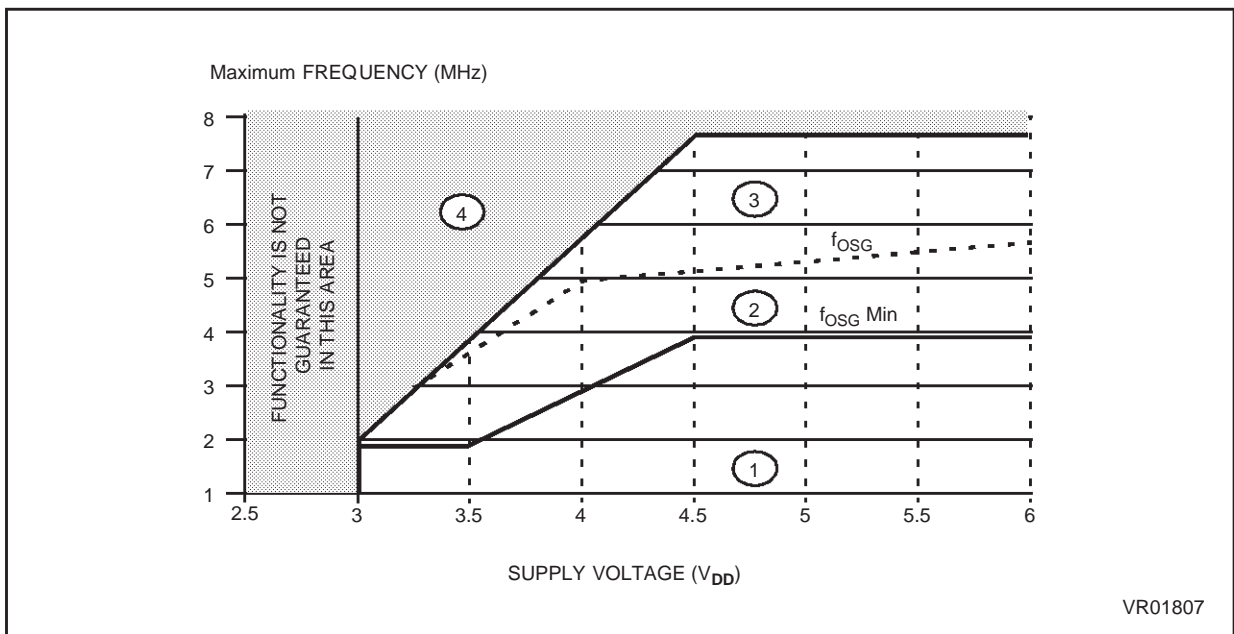 Maximum FREQUENCY (MHz)
8
7
6
5
4
3
2
1
FUNCTIONALITY IS NOT
GUARANTEED
IN THIS AREA
4
3
fOSG
2
fOSG Min
1
2.5
3
3.5
4
4.5
5
5.5
6
SUPPLY VOLTAGE (VDD)
VR01807